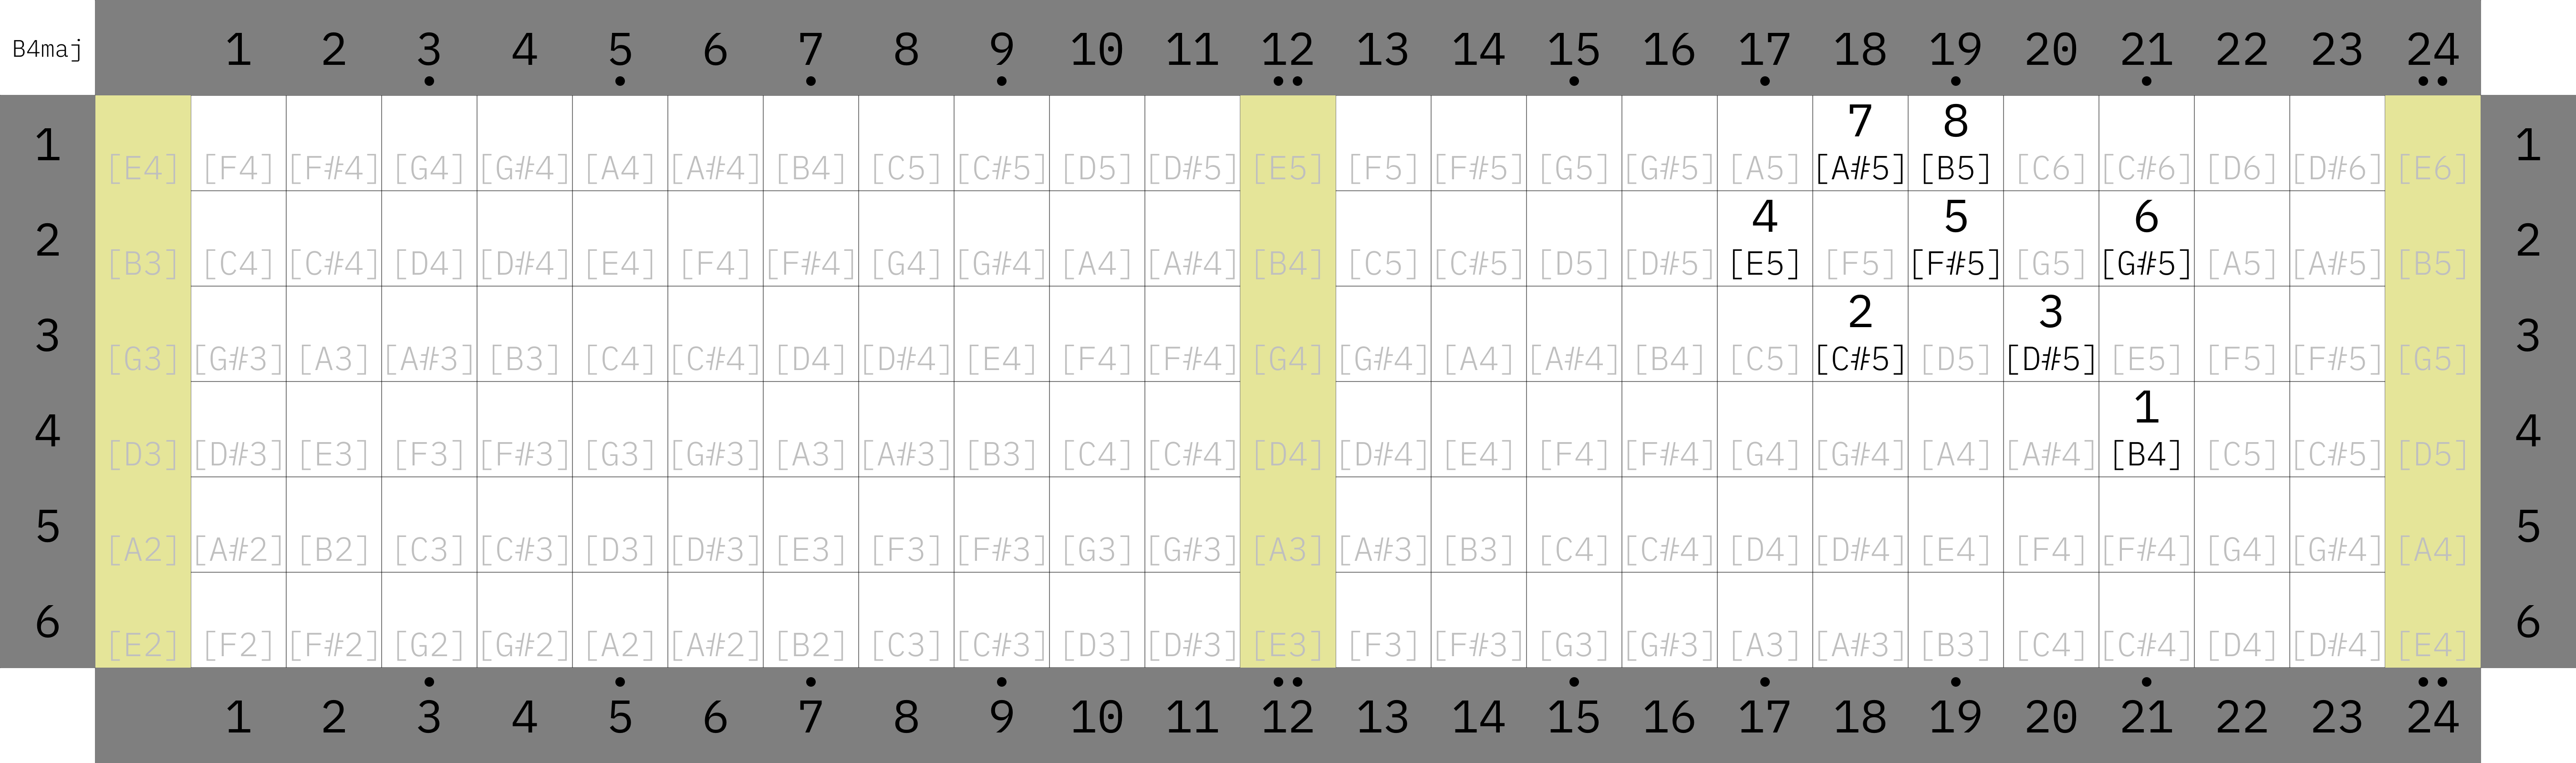 B4maj 1 2 3 4 5 6 7 8 9 10 11 12 13 14 15 16 17 18 19 20 21 22 23 24
7 8
1 [E4] [F4] [F#4] [G4] [G#4] [A4] [A#4] [B4] [C5] [C#5] [D5] [D#5] [E5] [F5] [F#5] [G5] [G#5] [A5] [A#5] [B5] [C6] [C#6] [D6] [D#6] [E6] 1
4 5 6
2 [B3] [C4] [C#4] [D4] [D#4] [E4] [F4] [F#4] [G4] [G#4] [A4] [A#4] [B4] [C5] [C#5] [D5] [D#5] [E5] [F5] [F#5] [G5] [G#5] [A5] [A#5] [B5] 2
2 3
3 [G3] [G#3] [A3] [A#3] [B3] [C4] [C#4] [D4] [D#4] [E4] [F4] [F#4] [G4] [G#4] [A4] [A#4] [B4] [C5] [C#5] [D5] [D#5] [E5] [F5] [F#5] [G5] 3
1
4 [D3] [D#3] [E3] [F3] [F#3] [G3] [G#3] [A3] [A#3] [B3] [C4] [C#4] [D4] [D#4] [E4] [F4] [F#4] [G4] [G#4] [A4] [A#4] [B4] [C5] [C#5] [D5] 4
5 [A2] [A#2] [B2] [C3] [C#3] [D3] [D#3] [E3] [F3] [F#3] [G3] [G#3] [A3] [A#3] [B3] [C4] [C#4] [D4] [D#4] [E4] [F4] [F#4] [G4] [G#4] [A4] 5
6 [E2] [F2] [F#2] [G2] [G#2] [A2] [A#2] [B2] [C3] [C#3] [D3] [D#3] [E3] [F3] [F#3] [G3] [G#3] [A3] [A#3] [B3] [C4] [C#4] [D4] [D#4] [E4] 6
1 2 3 4 5 6 7 8 9 10 11 12 13 14 15 16 17 18 19 20 21 22 23 24